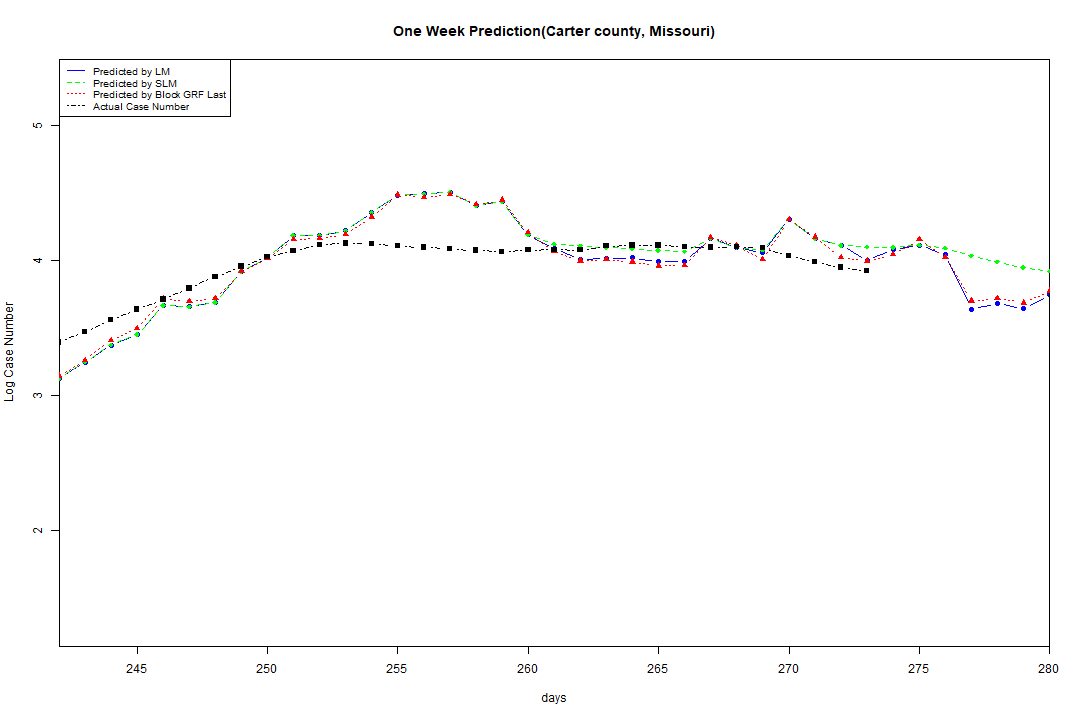 One Week Prediction(Carter county, Missouri)
Predicted by LM
Predicted by SLM
Predicted by Block GRF Last
Actual Case Number
5
4
3
2
Log Case Number
245 250 255 260 265 270 275 280
days